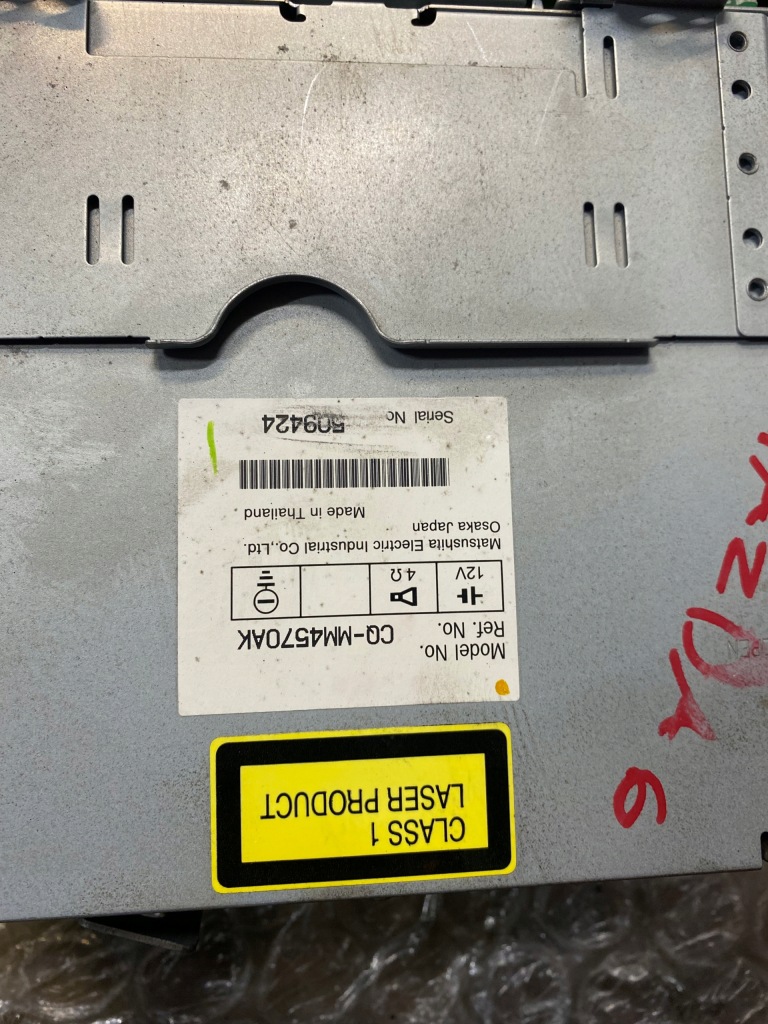 CLASS 1
LASER PRODUCT
Model No.
Ref. No. CQ-MM4570AK
12V 4Ω
Matsushita Electric Industrial Co.,Ltd.
Osaka Japan
Made in Thailand
Serial No 509424